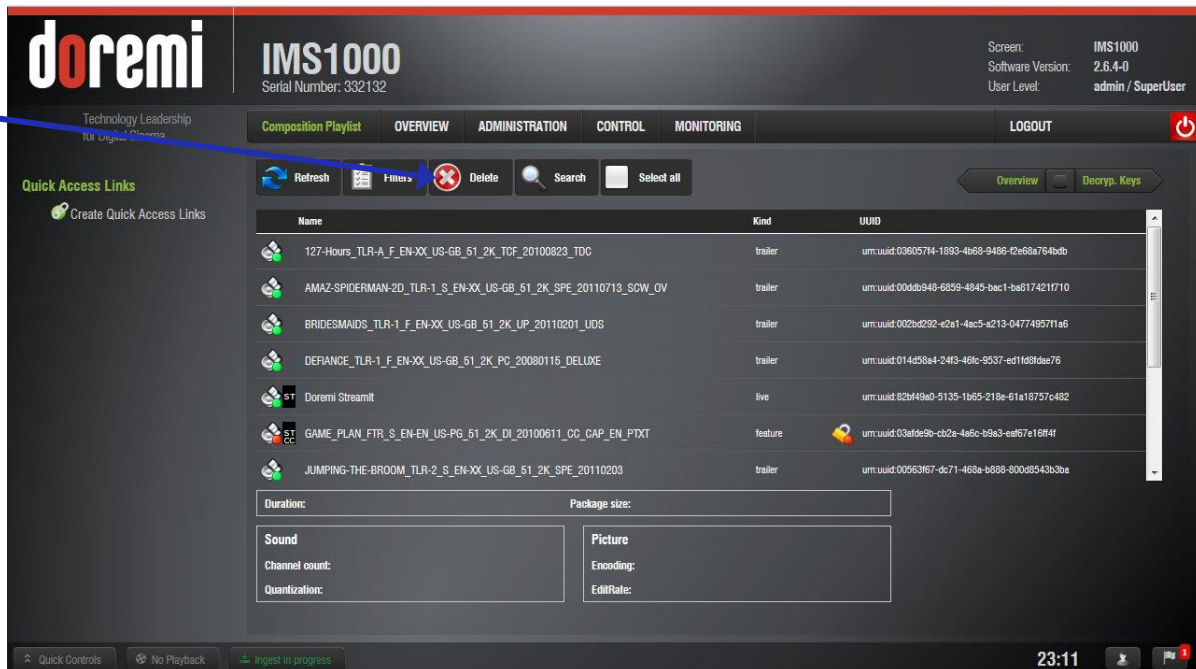 doremi
Technology Leadership
for Digital Cinema
IMS1000
Serial Number: 332132
Screen: IMS1000
Software Version: 2.6.4-0
User Level: admin / SuperUser
Composition Playlist OVERVIEW ADMINISTRATION CONTROL MONITORING LOGOUT
Quick Access Links
Create Quick Access Links
Refresh Filters Delete Search Select all Overview Decryp. Keys
Name Kind UUID
127-Hours_TLR-A_F_EN-XX_US-GB_51_2K_TCF_20100823_TDC trailer urn:uuid:036057f4-1893-4b68-9486-f2e68a764bdb
AMAZ-SPIDERMAN-2D_TLR-1_S_EN-XX_US-GB_51_2K_SPE_20110713_SCW_OV trailer urn:uuid:00ddb948-6859-4845-bac1-ba817421f710
BRIDESMAIDS_TLR-1_F_EN-XX_US-GB_51_2K_UP_20110201_UDS trailer urn:uuid:002bd292-e2a1-4ac5-a213-04774957f1a6
DEFIANCE_TLR-1_F_EN-XX_US-GB_51_2K_PC_20080115_DELUXE trailer urn:uuid:014d58a4-24f3-46fc-9537-ed1fd8fdae76
ST Doremi StreamIt live urn:uuid:82bf49a0-5135-1b65-218e-61a18757c482
ST CC GAME_PLAN_FTR_S_EN-EN_US-PG_51_2K_DI_20100611_CC_CAP_EN_PTXT feature urn:uuid:03afde9b-cb2a-4a6c-b9a3-eaf67e16ff4f
JUMPING-THE-BROOM_TLR-2_S_EN-XX_US-GB_51_2K_SPE_20110203 trailer urn:uuid:00563f67-dc71-468a-b888-800d8543b3ba
Duration: Package size:
Sound Picture
Channel count: Encoding:
Quantization: EditRate:
Quick Controls No Playback Ingest in progress 23:11 1